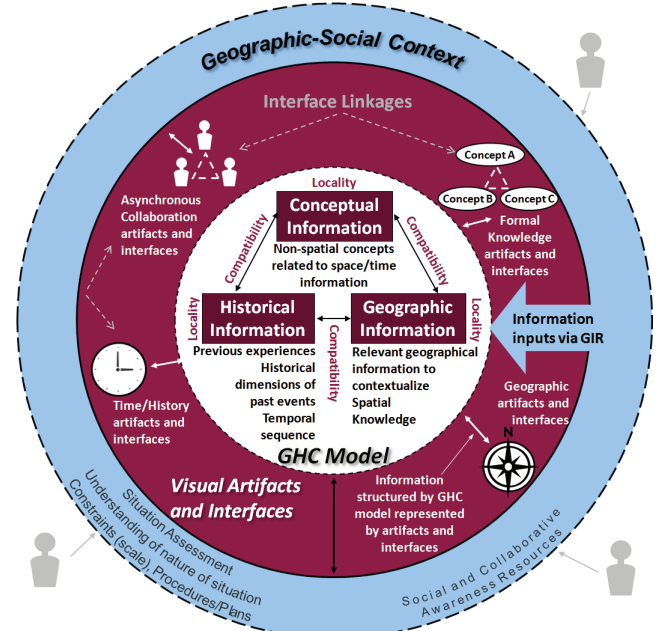 Geographic-Social Context
Interface Linkages
Concept A
Concept B
Concept C
Asynchronous
Collaboration
artifacts and
interfaces
Formal
Knowledge
artifacts and
interfaces
Locality
Conceptual
Information
Non-spatial concepts
related to space/time
information
Compatibility
Compatibility
Locality
Historical
Information
Compatibility
Geographic
Information
Locality
Previous experiences
Historical
dimensions of
past events
Temporal
sequence
Relevant geographical
information to
contextualize
Spatial
Knowledge
GHC Model
Information
inputs via GIR
Time/History
artifacts and
interfaces
Geographic
artifacts and
interfaces
N
Visual Artifacts
and Interfaces
Information
structured by GHC
model represented
by artifacts and
interfaces
Situation Assessment
Understanding of nature of situation
Constraints (scale), Procedures/Plans
Social and Collaborative
Awareness Resources